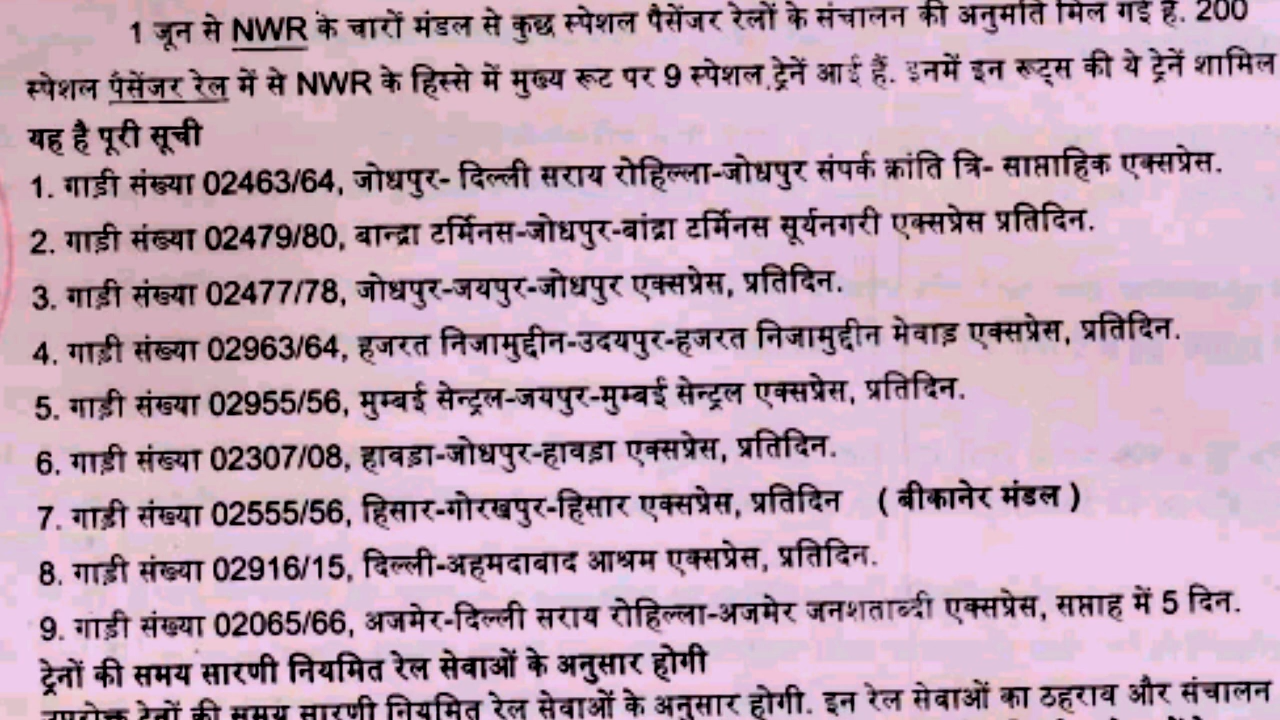 1 जून से NWR के चारों मंडल से कुछ स्पेशल पैसेंजर रेलों के संचालन की अनुमति मिल गई है. 200
स्पेशल पैसेंजर रेल में से NWR के हिस्से में मुख्य रूट पर 9 स्पेशल ट्रेनें आई हैं. इनमें इन रूट्स की ये ट्रेनें शामिल
यह है पूरी सूची
1. गाड़ी संख्या 02463/64, जोधपुर- दिल्ली सराय रोहिल्ला-जोधपुर संपर्क क्रांति त्रि- साप्ताहिक एक्सप्रेस.
2. गाड़ी संख्या 02479/80, बान्द्रा टर्मिनस-जोधपुर-बांद्रा टर्मिनस सूर्यनगरी एक्सप्रेस प्रतिदिन.
3. गाड़ी संख्या 02477/78, जोधपुर-जयपुर-जोधपुर एक्सप्रेस, प्रतिदिन.
4. गाड़ी संख्या 02963/64, हजरत निजामुद्दीन-उदयपुर-हजरत निजामुद्दीन मेवाड़ एक्सप्रेस, प्रतिदिन.
5. गाड़ी संख्या 02955/56, मुम्बई सेन्ट्रल-जयपुर-मुम्बई सेन्ट्रल एक्सप्रेस, प्रतिदिन.
6. गाड़ी संख्या 02307/08, हावड़ा-जोधपुर-हावड़ा एक्सप्रेस, प्रतिदिन.
7. गाड़ी संख्या 02555/56, हिसार-गोरखपुर-हिसार एक्सप्रेस, प्रतिदिन ( बीकानेर मंडल )
8. गाड़ी संख्या 02916/15, दिल्ली-अहमदाबाद आश्रम एक्सप्रेस, प्रतिदिन.
9. गाड़ी संख्या 02065/66, अजमेर-दिल्ली सराय रोहिल्ला-अजमेर जनशताब्दी एक्सप्रेस, सप्ताह में 5 दिन.
ट्रेनों की समय सारणी नियमित रेल सेवाओं के अनुसार होगी
उपरोक्त ट्रेनों की समय सारणी नियमित रेल सेवाओं के अनुसार होगी. इन रेल सेवाओं का ठहराव और संचालन